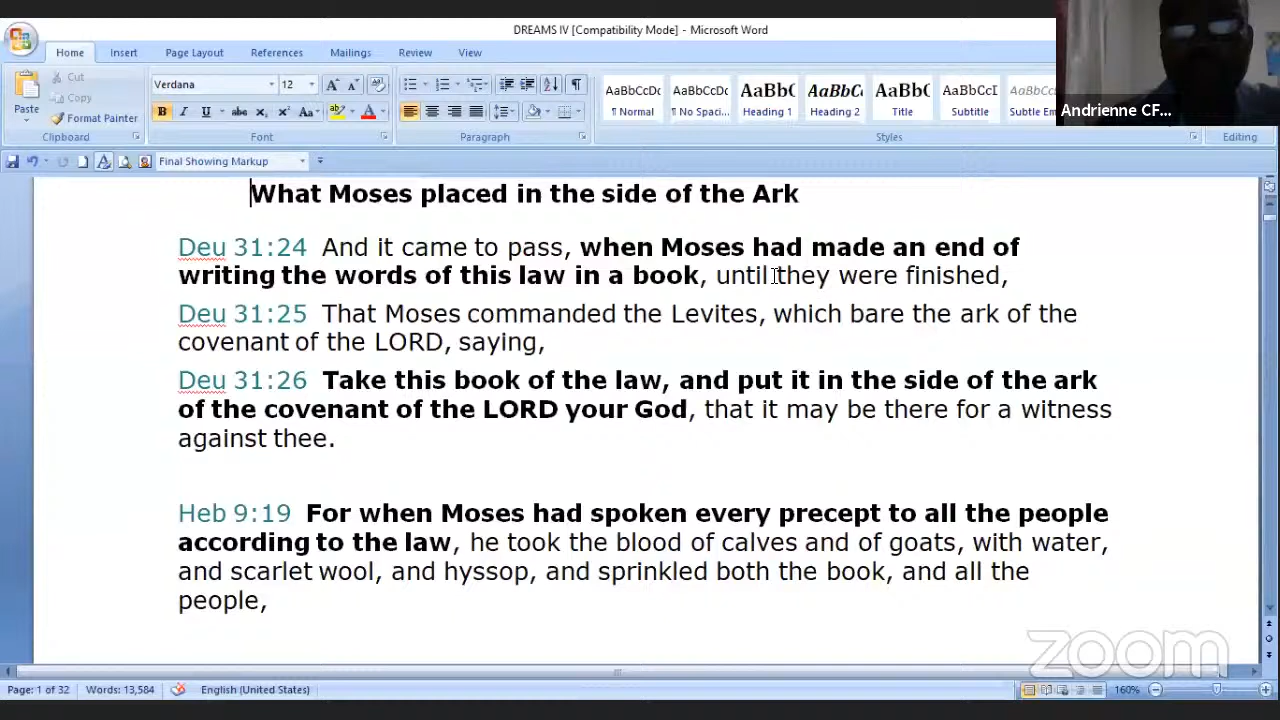 DREAMS IV [Compatibility Mode] - Microsoft Word
Home Insert Page Layout References Mailings Review View
Cut
Copy
Paste
Format Painter
Verdana 12
AaBbCcDc AaBbCcDc AaBbC AaBbCc AaBbC AaBbCcI AaBbCcDc
¶ Normal ¶ No Spaci... Heading 1 Heading 2 Title Subtitle Subtle Em
Clipboard Font Paragraph Styles Editing
Andrienne CF...
Final Showing Markup
What Moses placed in the side of the Ark
Deu 31:24 And it came to pass, when Moses had made an end of
writing the words of this law in a book, until they were finished,
Deu 31:25 That Moses commanded the Levites, which bare the ark of the
covenant of the LORD, saying,
Deu 31:26 Take this book of the law, and put it in the side of the ark
of the covenant of the LORD your God, that it may be there for a witness
against thee.
Heb 9:19 For when Moses had spoken every precept to all the people
according to the law, he took the blood of calves and of goats, with water,
and scarlet wool, and hyssop, and sprinkled both the book, and all the
people,
zoom
Page: 1 of 32 Words: 13,584 English (United States) 160%